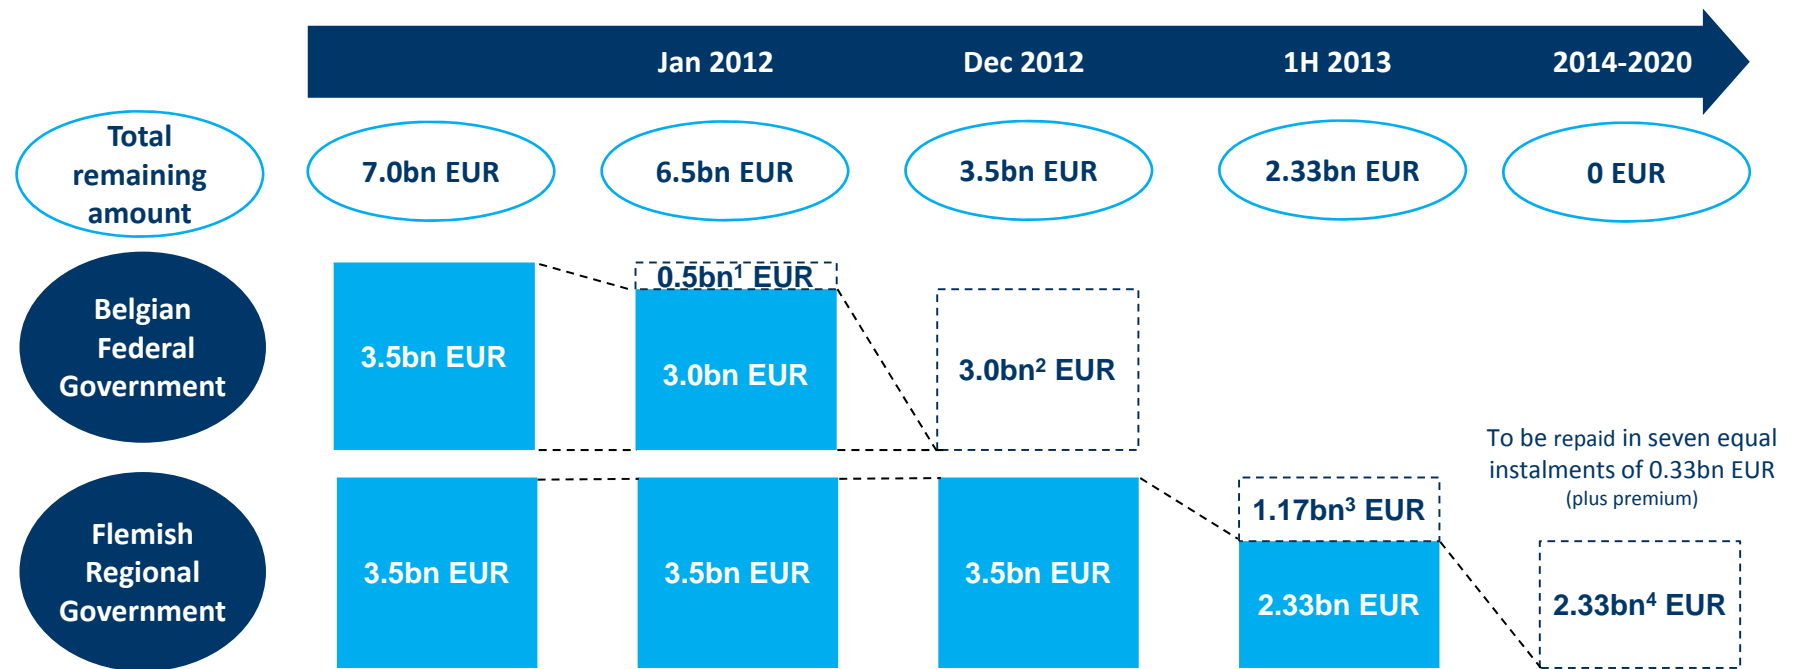 Jan 2012 Dec 2012 1H 2013 2014-2020
Total
remaining
amount
7.0bn EUR 6.5bn EUR 3.5bn EUR 2.33bn EUR 0 EUR
Belgian
Federal
Government
3.5bn EUR
0.5bn¹ EUR
3.0bn EUR
3.0bn² EUR
To be repaid in seven equal
instalments of 0.33bn EUR
(plus premium)
Flemish
Regional
Government
3.5bn EUR 3.5bn EUR 3.5bn EUR
1.17bn³ EUR
2.33bn EUR
2.33bn⁴ EUR